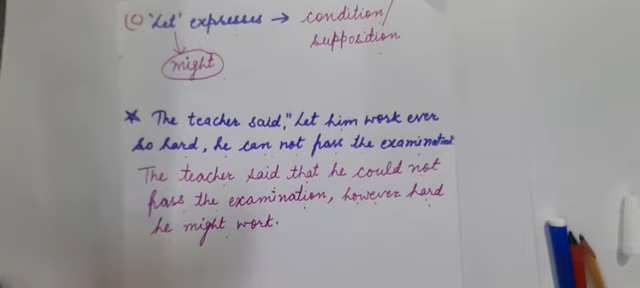 (c) 'Let' expresses → condition/
supposition
might
* The teacher said, "Let him work ever
so hard, he can not pass the examination.
The teacher said that he could not
pass the examination, however hard
he might work.